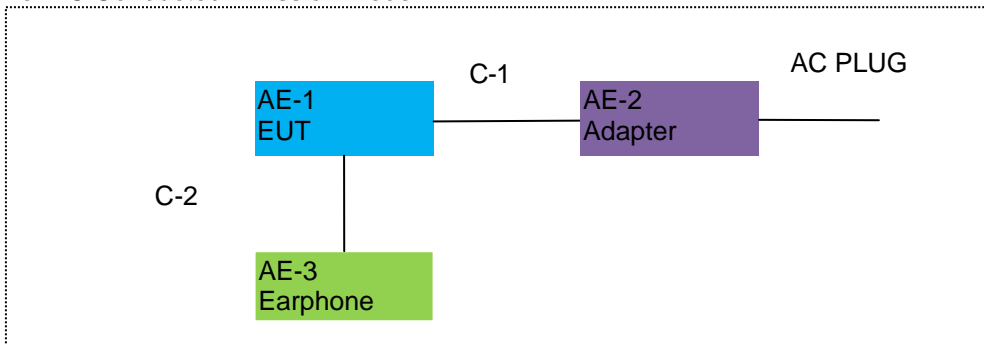 C-1
AC PLUG
AE-1
EUT
AE-2
Adapter
C-2
AE-3
Earphone